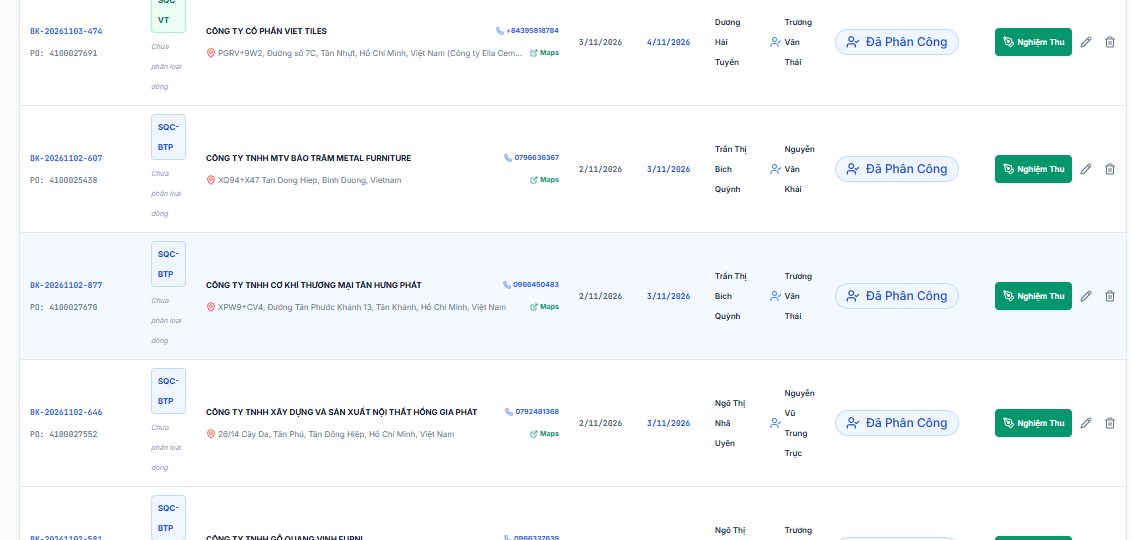 SQC-
VT
BK-20261103-474
PO: 4100027691
Chưa
phân loại
dòng
CÔNG TY CỔ PHẦN VIET TILES
+84395818784
PGRV+9W2, Đường số 7C, Tân Nhựt, Hồ Chí Minh, Việt Nam (Công ty Ella Cem...
Maps
3/11/2026
4/11/2026
Dương
Hải
Tuyền
Trương
Văn
Thái
Đã Phân Công
Nghiệm Thu
SQC-
BTP
BK-20261102-607
PO: 4100025438
Chưa
phân loại
dòng
CÔNG TY TNHH MTV BẢO TRÂM METAL FURNITURE
0796636367
XQ94+X47 Tan Dong Hiep, Binh Duong, Vietnam
Maps
2/11/2026
3/11/2026
Trần Thị
Bích
Quỳnh
Nguyễn
Văn
Khải
Đã Phân Công
Nghiệm Thu
SQC-
BTP
BK-20261102-877
PO: 4100027670
Chưa
phân loại
dòng
CÔNG TY TNHH CƠ KHÍ THƯƠNG MẠI TÂN HƯNG PHÁT
0966450483
XPW9+CV4, Đường Tân Phước Khánh 13, Tân Khánh, Hồ Chí Minh, Việt Nam
Maps
2/11/2026
3/11/2026
Trần Thị
Bích
Quỳnh
Trương
Văn
Thái
Đã Phân Công
Nghiệm Thu
SQC-
BTP
BK-20261102-646
PO: 4100027552
Chưa
phân loại
dòng
CÔNG TY TNHH XÂY DỰNG VÀ SẢN XUẤT NỘI THẤT HỒNG GIA PHÁT
0792481368
26/14 Cây Da, Tân Phú, Tân Đông Hiệp, Hồ Chí Minh, Việt Nam
Maps
2/11/2026
3/11/2026
Ngô Thị
Nhã
Uyên
Nguyễn
Vũ
Trung
Trực
Đã Phân Công
Nghiệm Thu
SQC-
BTP
BK-20261102-581
CÔNG TY TNHH GỖ QUANG VINH FURNI
0966337639
Ngô Thị
Trương